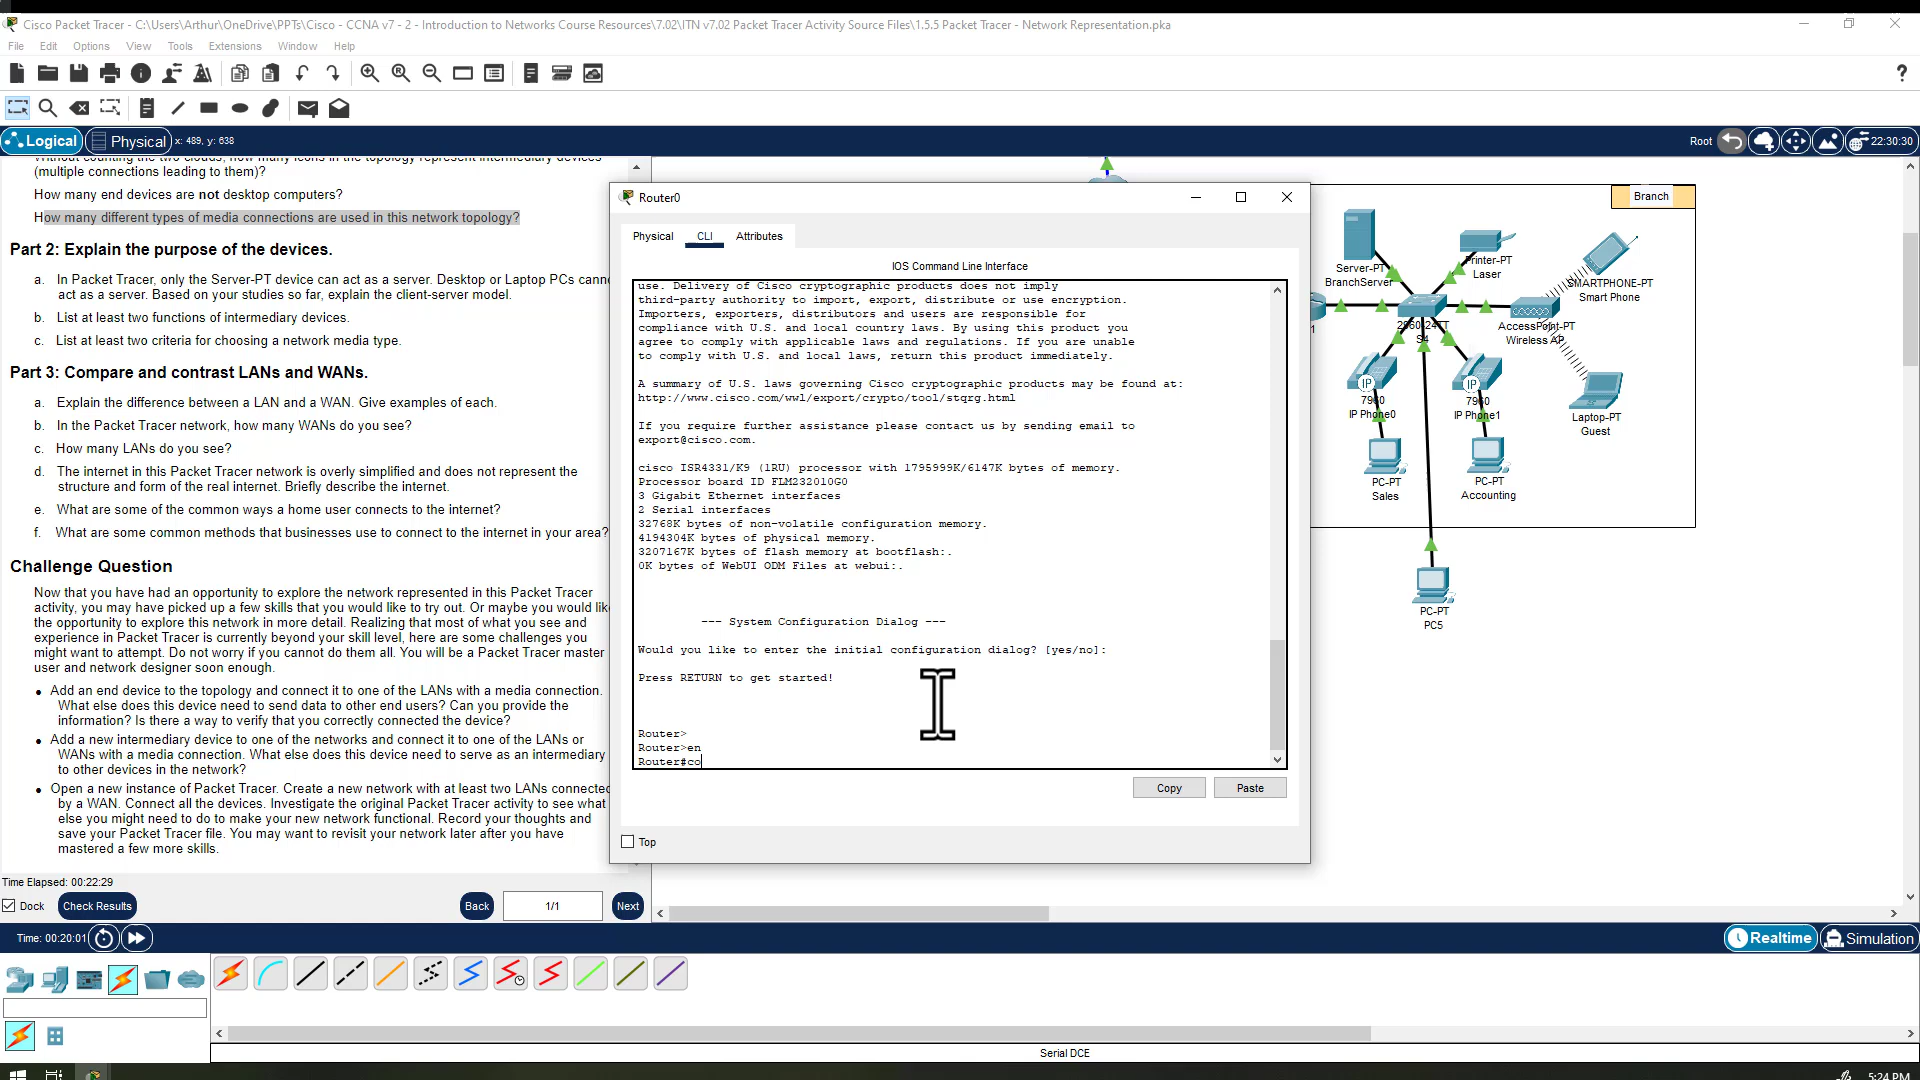 Cisco Packet Tracer - C:\Users\Arthur\OneDrive\PPTs\Cisco - CCNA v7 - 2 - Introduction to Networks Course Resources\7.02\ITN v7.02 Packet Tracer Activity Source Files\1.5.5 Packet Tracer - Network Representation.pka
File Edit Options View Tools Extensions Window Help
Logical Physical x: 489, y: 638
Root 22:30:30
Without counting the two clouds, how many icons in the topology represent intermediary devices
(multiple connections leading to them)?
How many end devices are not desktop computers?
How many different types of media connections are used in this network topology?
Part 2: Explain the purpose of the devices.
a. In Packet Tracer, only the Server-PT device can act as a server. Desktop or Laptop PCs cann
act as a server. Based on your studies so far, explain the client-server model.
b. List at least two functions of intermediary devices.
c. List at least two criteria for choosing a network media type.
Part 3: Compare and contrast LANs and WANs.
a. Explain the difference between a LAN and a WAN. Give examples of each.
b. In the Packet Tracer network, how many WANs do you see?
c. How many LANs do you see?
d. The internet in this Packet Tracer network is overly simplified and does not represent the
structure and form of the real internet. Briefly describe the internet.
e. What are some of the common ways a home user connects to the internet?
f. What are some common methods that businesses use to connect to the internet in your area?
Challenge Question
Now that you have had an opportunity to explore the network represented in this Packet Tracer
activity, you may have picked up a few skills that you would like to try out. Or maybe you would lik
the opportunity to explore this network in more detail. Realizing that most of what you see and
experience in Packet Tracer is currently beyond your skill level, here are some challenges you
might want to attempt. Do not worry if you cannot do them all. You will be a Packet Tracer master
user and network designer soon enough.
• Add an end device to the topology and connect it to one of the LANs with a media connection.
What else does this device need to send data to other end users? Can you provide the
information? Is there a way to verify that you correctly connected the device?
• Add a new intermediary device to one of the networks and connect it to one of the LANs or
WANs with a media connection. What else does this device need to serve as an intermediary
to other devices in the network?
• Open a new instance of Packet Tracer. Create a new network with at least two LANs connected
by a WAN. Connect all the devices. Investigate the original Packet Tracer activity to see what
else you might need to do to make your new network functional. Record your thoughts and
save your Packet Tracer file. You may want to revisit your network later after you have
mastered a few more skills.
Time Elapsed: 00:22:29
Dock Check Results Back 1/1 Next
Router0
Physical CLI Attributes
IOS Command Line Interface
use. Delivery of Cisco cryptographic products does not imply
third-party authority to import, export, distribute or use encryption.
Importers, exporters, distributors and users are responsible for
compliance with U.S. and local country laws. By using this product you
agree to comply with applicable laws and regulations. If you are unable
to comply with U.S. and local laws, return this product immediately.
A summary of U.S. laws governing Cisco cryptographic products may be found at:
http://www.cisco.com/wwl/export/crypto/tool/stqrg.html
If you require further assistance please contact us by sending email to
export@cisco.com.
cisco ISR4331/K9 (1RU) processor with 1795999K/6147K bytes of memory.
Processor board ID FLM232010G0
3 Gigabit Ethernet interfaces
2 Serial interfaces
32768K bytes of non-volatile configuration memory.
4194304K bytes of physical memory.
3207167K bytes of flash memory at bootflash:.
0K bytes of WebUI ODM Files at webui:.
--- System Configuration Dialog ---
Would you like to enter the initial configuration dialog? [yes/no]:
Press RETURN to get started!
Router>
Router>en
Router#co
Copy Paste
Top
Branch
Server-PT
BranchServer
Printer-PT
Laser
SMARTPHONE-PT
Smart Phone
1
2960-24TT
S4
AccessPoint-PT
Wireless AP
IP
7960
IP Phone0
IP
7960
IP Phone1
Laptop-PT
Guest
PC-PT
Sales
PC-PT
Accounting
PC-PT
PC5
Time: 00:20:01
Realtime Simulation
Serial DCE
5:24 PM